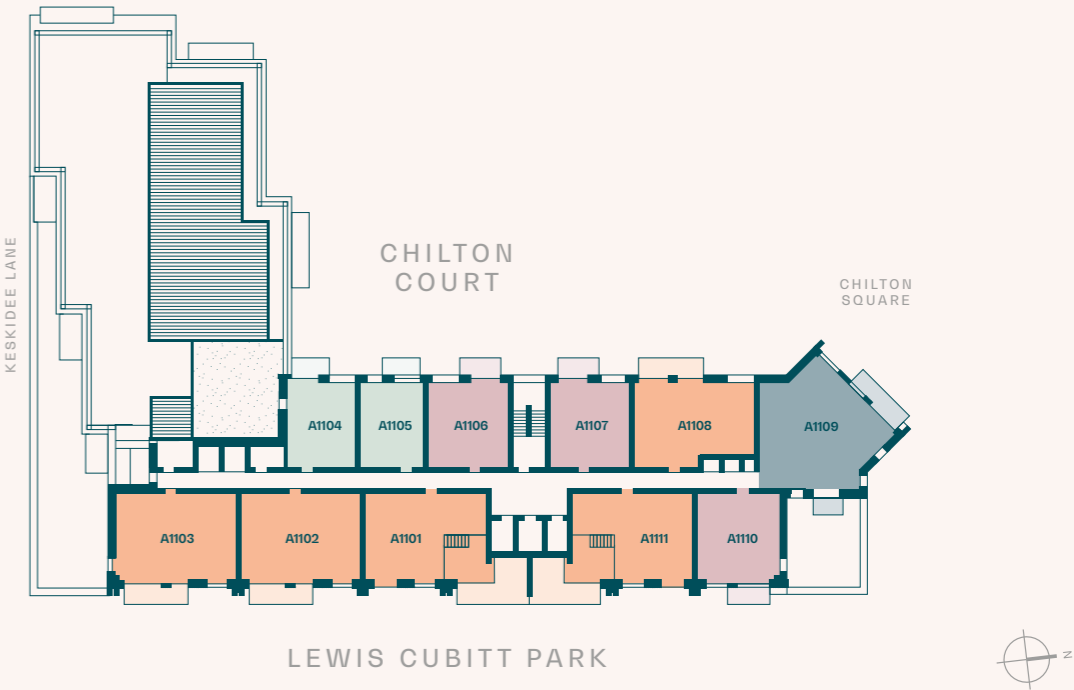 KESKIDEE LANE
CHILTON
COURT
CHILTON
SQUARE
A1104
A1105
A1106
A1107
A1108
A1109
A1103
A1102
A1101
A1111
A1110
LEWIS CUBITT PARK
N